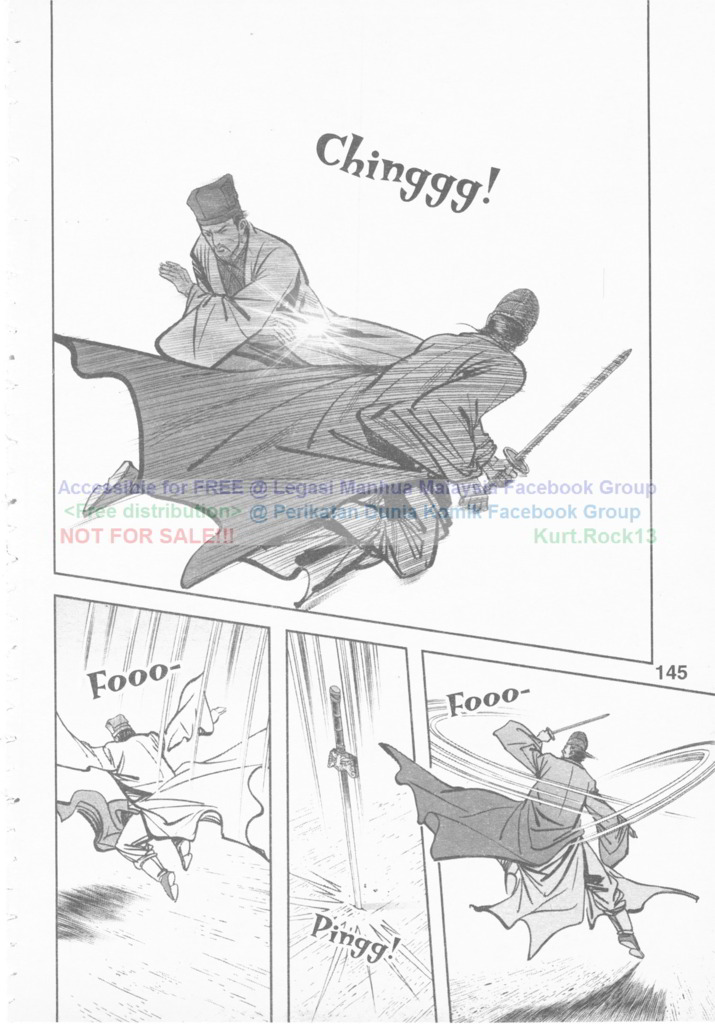 Chinggg!
Accessible for FREE @ Legasi Manhua Malaysia Facebook Group
<Free distribution> @ Perikatan Dunia Komik Facebook Group
NOT FOR SALE!!! Kurt.Rock13
145
Fooo-
Pingg!
Fooo-